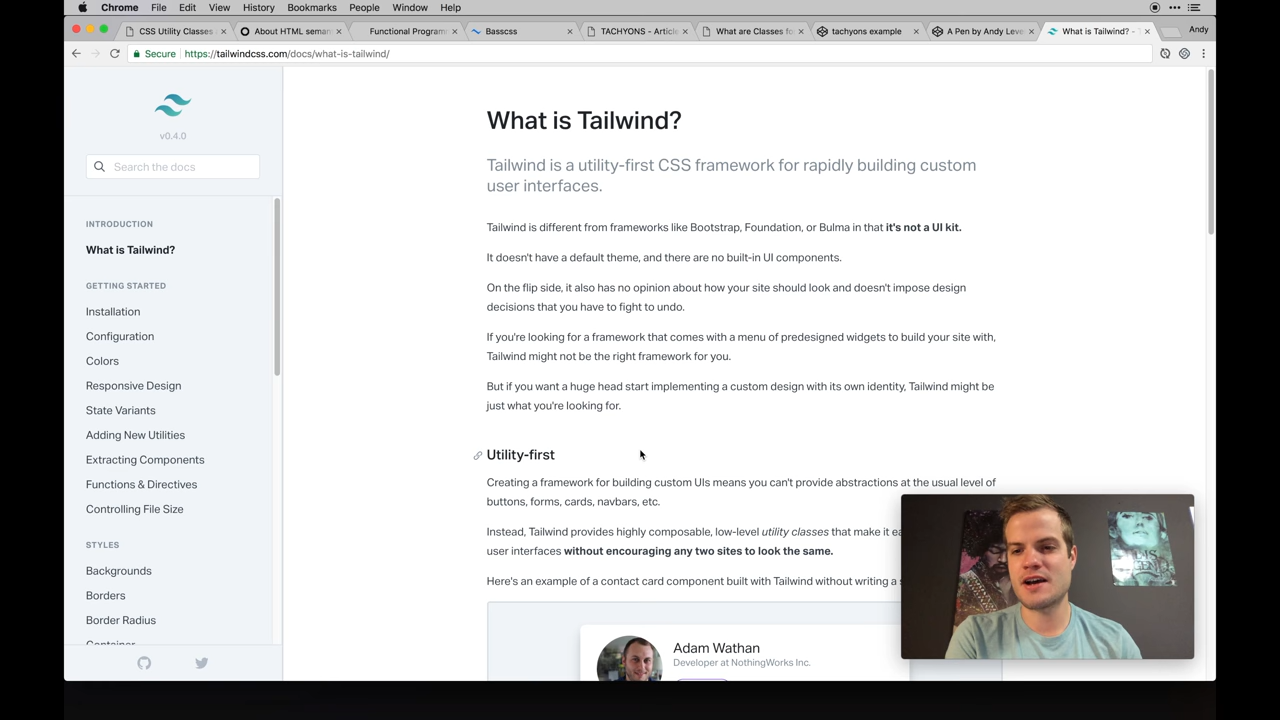 Chrome File Edit View History Bookmarks People Window Help
CSS Utility Classes
About HTML seman
Functional Program
Basscss
TACHYONS - Article
What are Classes fo
tachyons example
A Pen by Andy Leve
What is Tailwind? -
Andy
Secure https://tailwindcss.com/docs/what-is-tailwind/
v0.4.0
Search the docs
INTRODUCTION
What is Tailwind?
GETTING STARTED
Installation
Configuration
Colors
Responsive Design
State Variants
Adding New Utilities
Extracting Components
Functions & Directives
Controlling File Size
STYLES
Backgrounds
Borders
Border Radius
Container
What is Tailwind?
Tailwind is a utility-first CSS framework for rapidly building custom
user interfaces.
Tailwind is different from frameworks like Bootstrap, Foundation, or Bulma in that it's not a UI kit.
It doesn't have a default theme, and there are no built-in UI components.
On the flip side, it also has no opinion about how your site should look and doesn't impose design
decisions that you have to fight to undo.
If you're looking for a framework that comes with a menu of predesigned widgets to build your site with,
Tailwind might not be the right framework for you.
But if you want a huge head start implementing a custom design with its own identity, Tailwind might be
just what you're looking for.
Utility-first
Creating a framework for building custom UIs means you can't provide abstractions at the usual level of
buttons, forms, cards, navbars, etc.
Instead, Tailwind provides highly composable, low-level utility classes that make it ea
user interfaces without encouraging any two sites to look the same.
Here's an example of a contact card component built with Tailwind without writing a s
Adam Wathan
Developer at NothingWorks Inc.